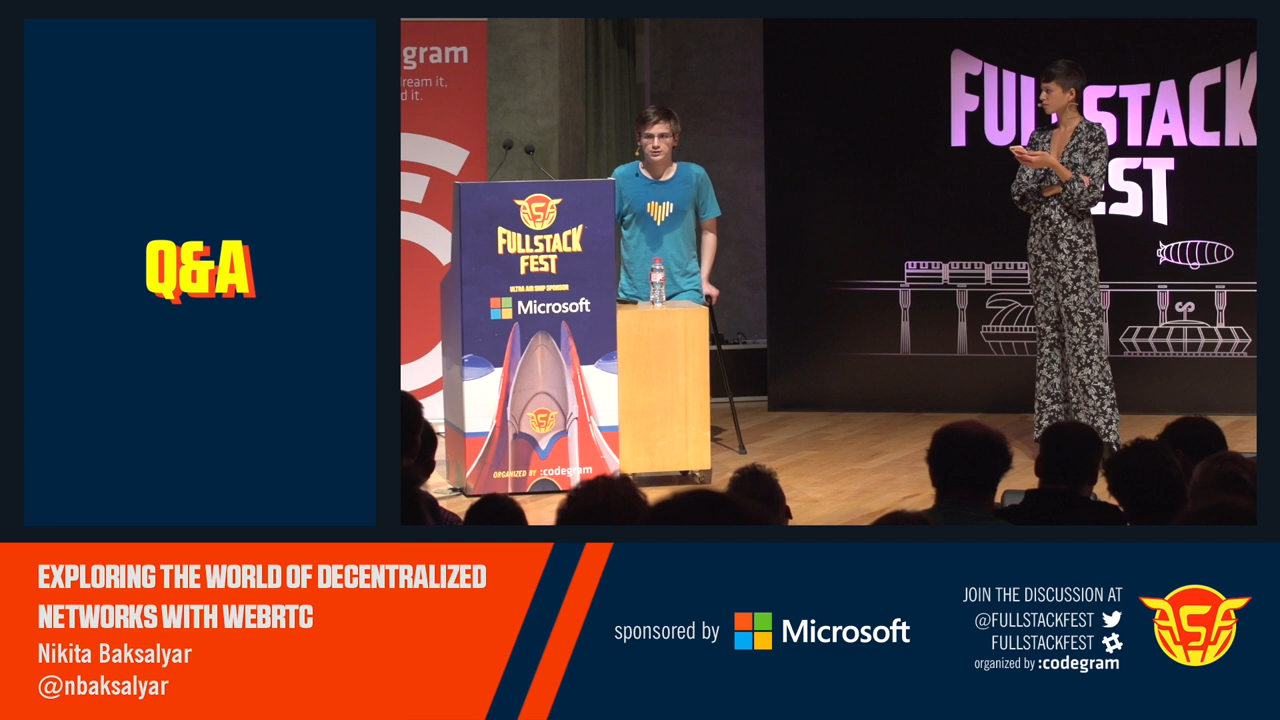 Q&A
gram
ream it,
d it.
FULLSTACK
FEST
ULTRA AIR SHIP SPONSOR
Microsoft
ORGANIZED BY :codegram
FULLSTACK
EST
EXPLORING THE WORLD OF DECENTRALIZED
NETWORKS WITH WEBRTC
Nikita Baksalyar
@nbaksalyar
sponsored by Microsoft
JOIN THE DISCUSSION AT
@FULLSTACKFEST
FULLSTACKFEST
organized by :codegram